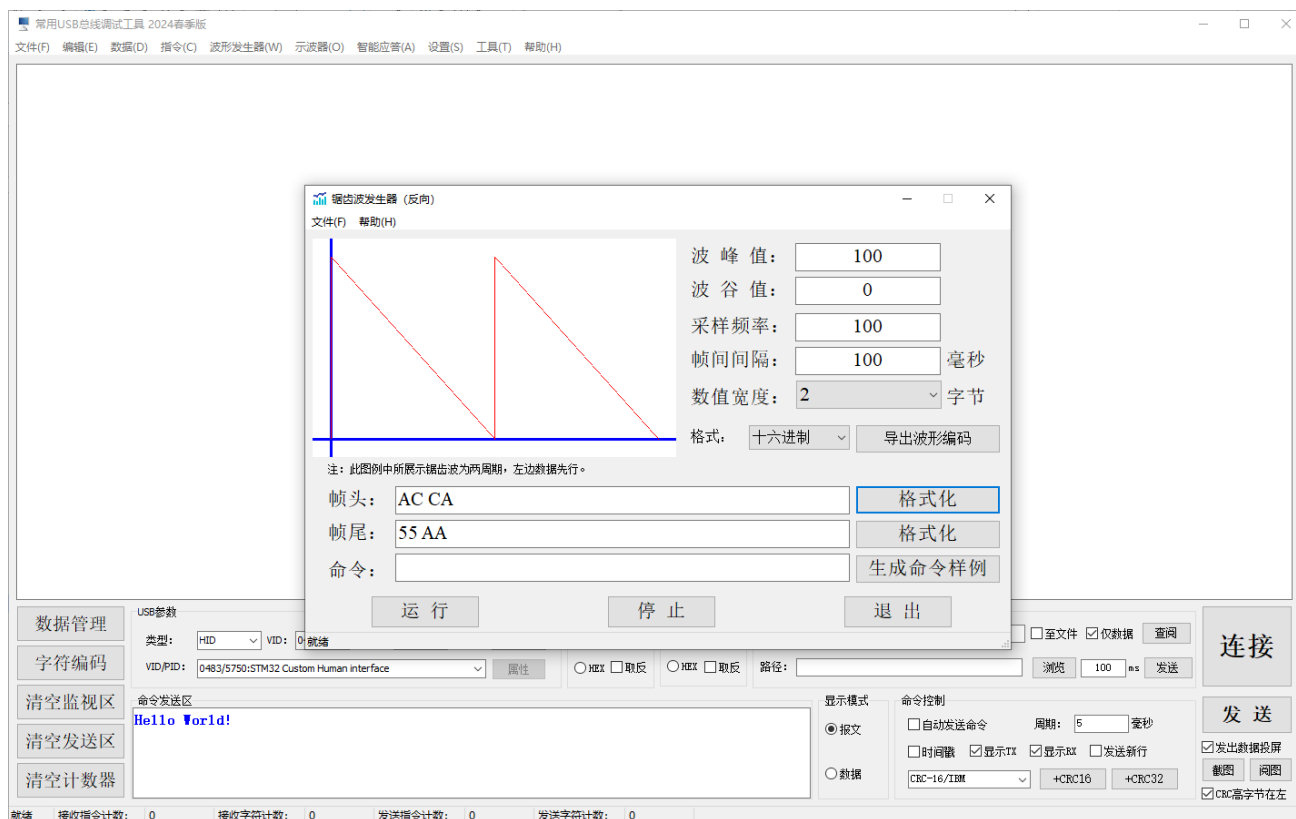 常用USB总线调试工具 2024春季版
文件(F) 编辑(E) 数据(D) 指令(C) 波形发生器(W) 示波器(O) 智能应答(A) 设置(S) 工具(T) 帮助(H)
锯齿波发生器（反向）
文件(F) 帮助(H)
波 峰 值： 100
波 谷 值： 0
采样频率： 100
帧间间隔： 100 毫秒
数值宽度： 2 字节
格式： 十六进制 导出波形编码
注：此图例中所展示锯齿波为两周期，左边数据先行。
帧头： AC CA 格式化
帧尾： 55 AA 格式化
命令： 生成命令样例
运 行 停 止 退 出
就绪
数据管理
字符编码
清空监视区
清空发送区
清空计数器
USB参数
类型： HID VID：
VID/PID： 0483/5750:STM32 Custom Human interface 属性
HEX 取反 HEX 取反 路径： 浏览 100 ms 发送
至文件 仅数据 查阅
连接
命令发送区
Hello World!
显示模式
报文
数据
命令控制
自动发送命令 周期： 5 毫秒
时间戳 显示TX 显示RX 发送新行
CRC-16/IBM +CRC16 +CRC32
发 送
发出数据投屏
截图 阅图
CRC高字节在左
就绪 接收指令计数： 0 接收字符计数： 0 发送指令计数： 0 发送字符计数： 0